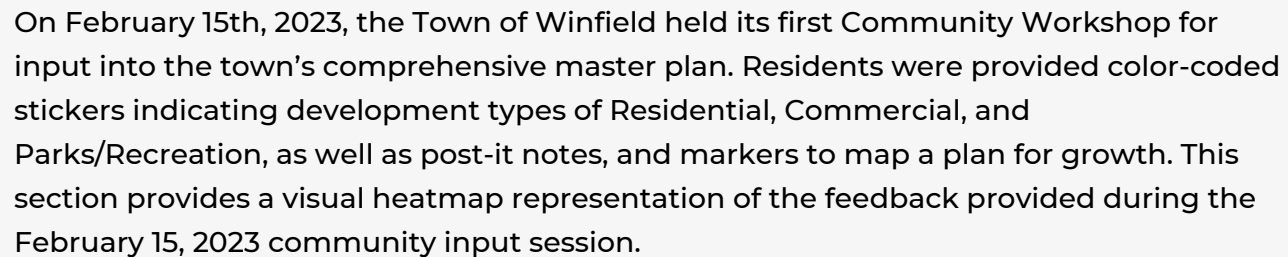 On February 15th, 2023, the Town of Winfield held its first Community Workshop for
input into the town’s comprehensive master plan. Residents were provided color-coded
stickers indicating development types of Residential, Commercial, and
Parks/Recreation, as well as post-it notes, and markers to map a plan for growth. This
section provides a visual heatmap representation of the feedback provided during the
February 15, 2023 community input session.